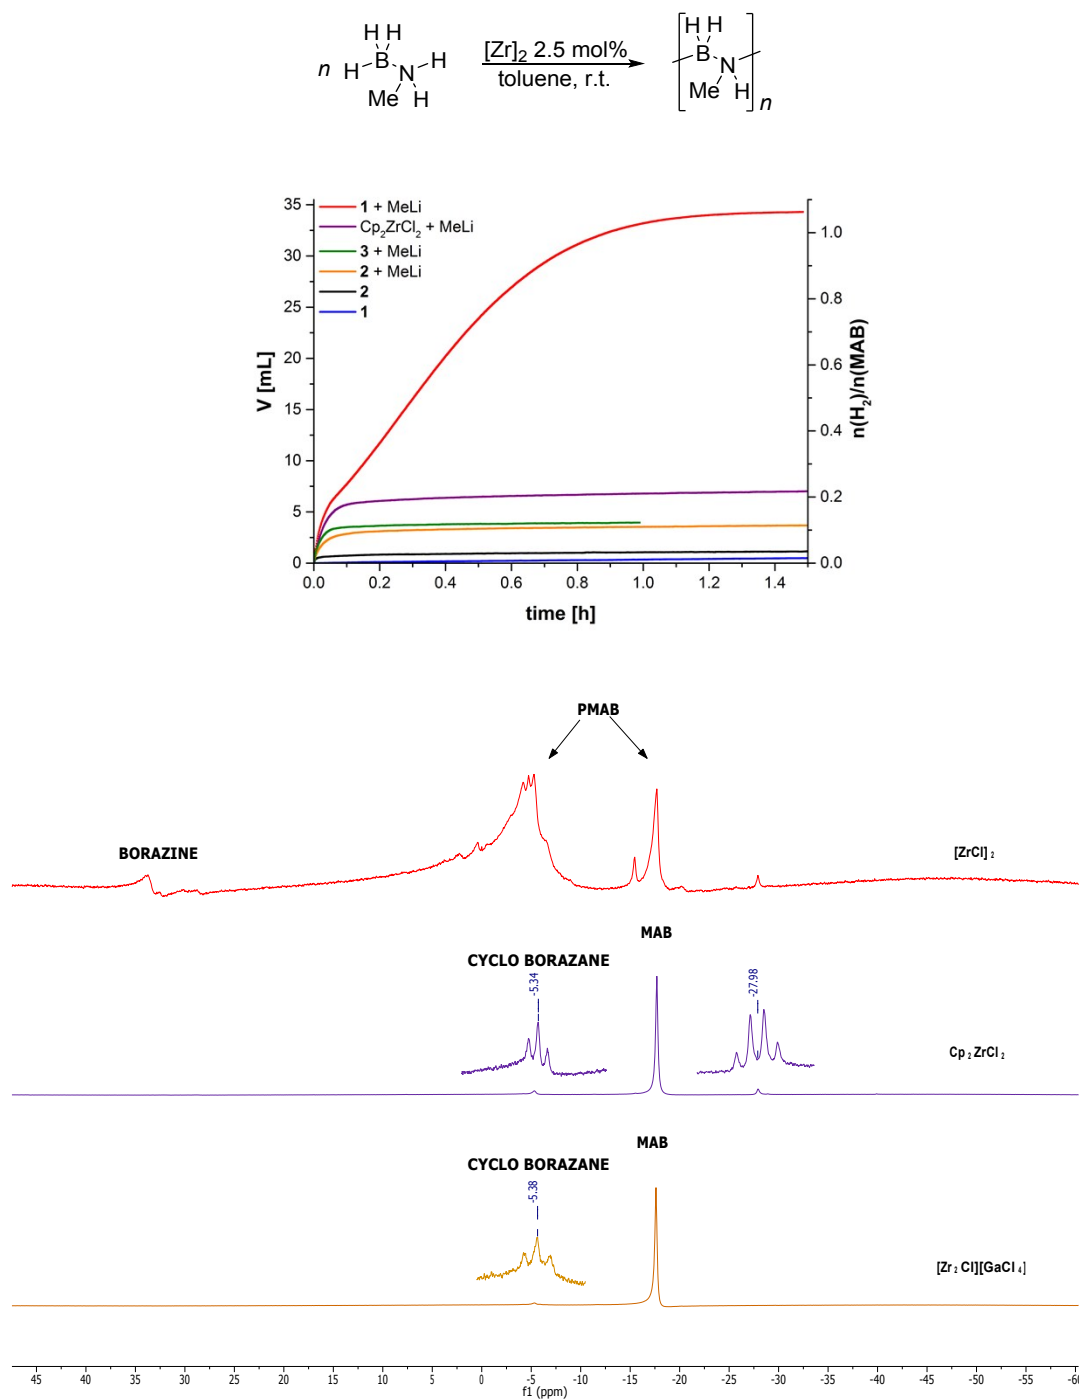 n H H H B N H H Me [Zr]₂ 2.5 mol% toluene, r.t. H H B N Me H n
35
30
25
20
15
10
5
0
V [mL]
1 + MeLi
Cp₂ZrCl₂ + MeLi
3 + MeLi
2 + MeLi
2
1
1.0
0.8
0.6
0.4
0.2
0.0
n(H₂)/n(MAB)
0.0 0.2 0.4 0.6 0.8 1.0 1.2 1.4
time [h]
PMAB
BORAZINE
[ZrCl]₂
MAB
CYCLO BORAZANE
-5.34
-27.98
Cp₂ZrCl₂
MAB
CYCLO BORAZANE
-5.38
[Zr₂Cl][GaCl₄]
45 40 35 30 25 20 15 10 5 0 -5 -10 -15 -20 -25 -30 -35 -40 -45 -50 -55 -60
f1 (ppm)